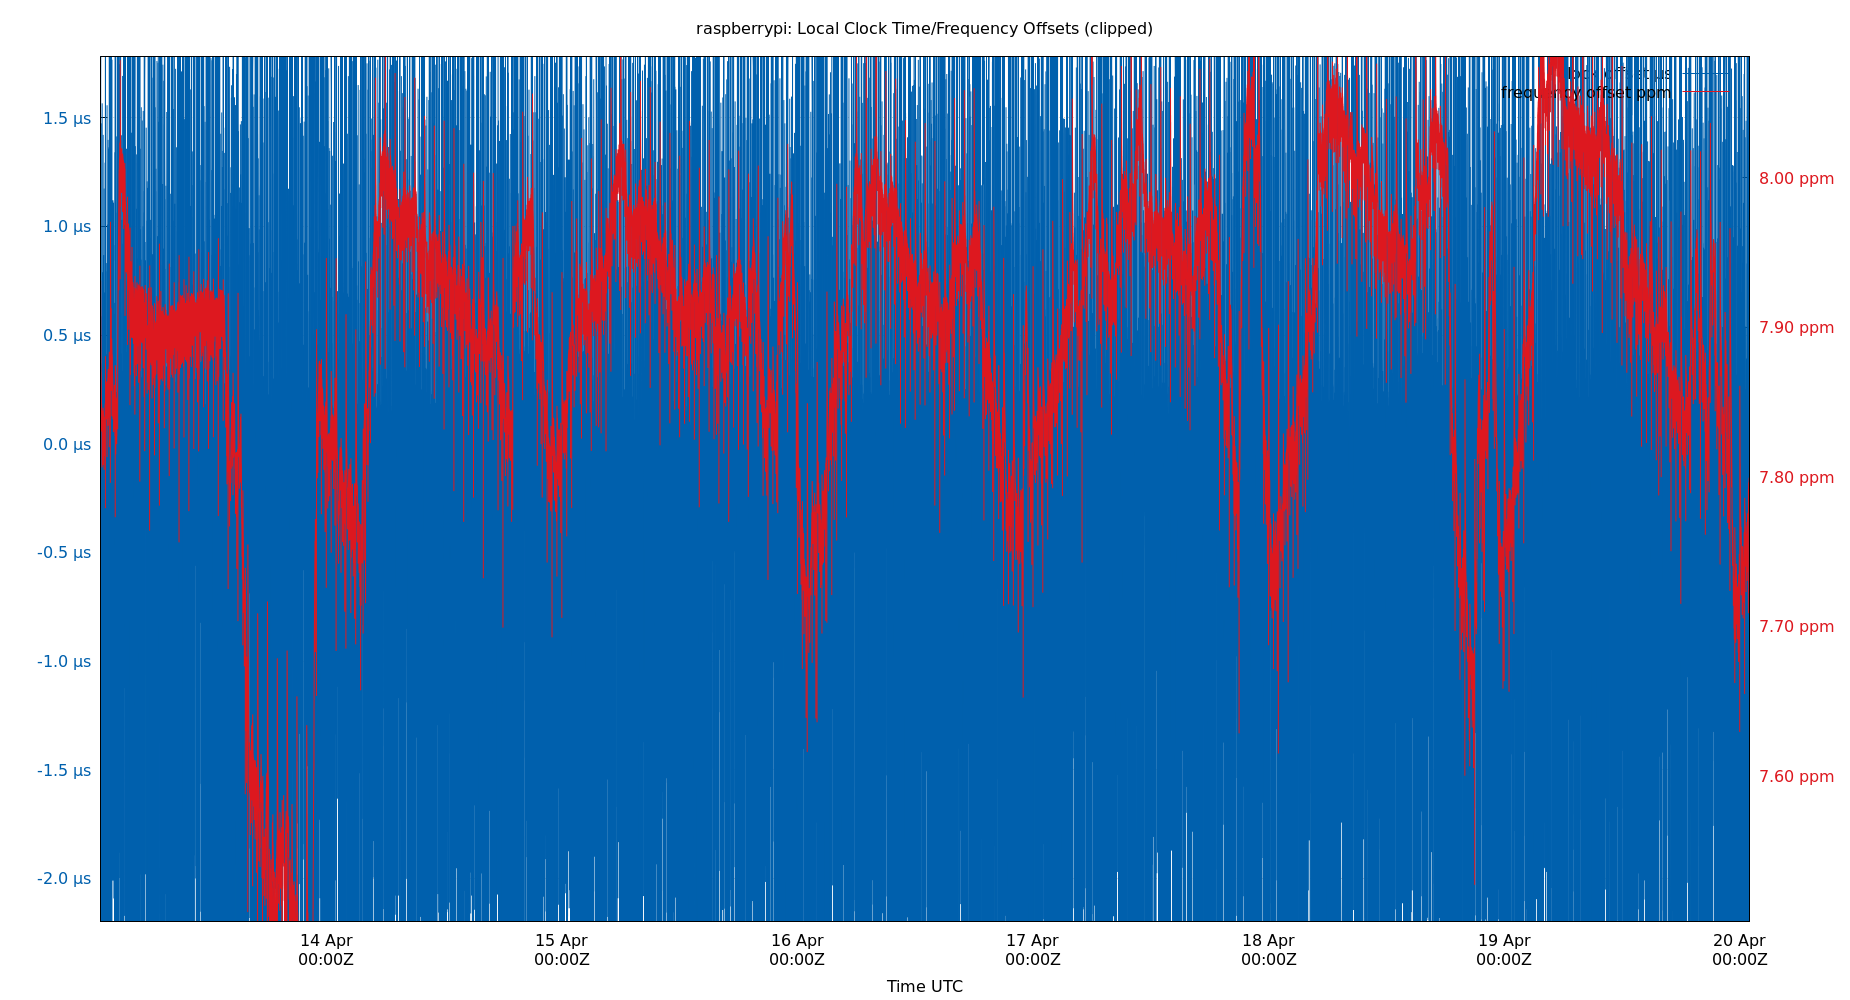 raspberrypi: Local Clock Time/Frequency Offsets (clipped)
clock offset µs
frequency offset ppm
1.5 µs
1.0 µs
0.5 µs
0.0 µs
-0.5 µs
-1.0 µs
-1.5 µs
-2.0 µs
8.00 ppm
7.90 ppm
7.80 ppm
7.70 ppm
7.60 ppm
14 Apr
00:00Z
15 Apr
00:00Z
16 Apr
00:00Z
17 Apr
00:00Z
18 Apr
00:00Z
19 Apr
00:00Z
20 Apr
00:00Z
Time UTC